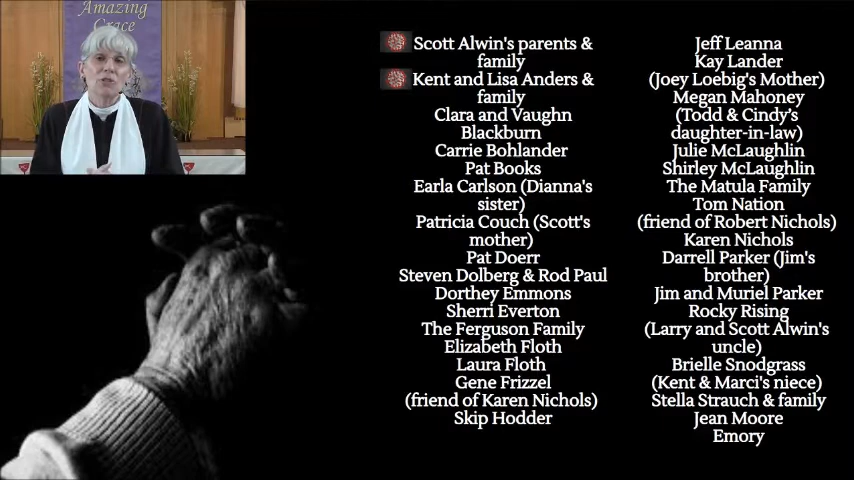 Amazing
Grace
Scott Alwin's parents &
family
Kent and Lisa Anders &
family
Clara and Vaughn
Blackburn
Carrie Bohlander
Pat Books
Earla Carlson (Dianna's
sister)
Patricia Couch (Scott's
mother)
Pat Doerr
Steven Dolberg & Rod Paul
Dorthey Emmons
Sherri Everton
The Ferguson Family
Elizabeth Floth
Laura Floth
Gene Frizzel
(friend of Karen Nichols)
Skip Hodder
Jeff Leanna
Kay Lander
(Joey Loebig's Mother)
Megan Mahoney
(Todd & Cindy's
daughter-in-law)
Julie McLaughlin
Shirley McLaughlin
The Matula Family
Tom Nation
(friend of Robert Nichols)
Karen Nichols
Darrell Parker (Jim's
brother)
Jim and Muriel Parker
Rocky Rising
(Larry and Scott Alwin's
uncle)
Brielle Snodgrass
(Kent & Marci's niece)
Stella Strauch & family
Jean Moore
Emory